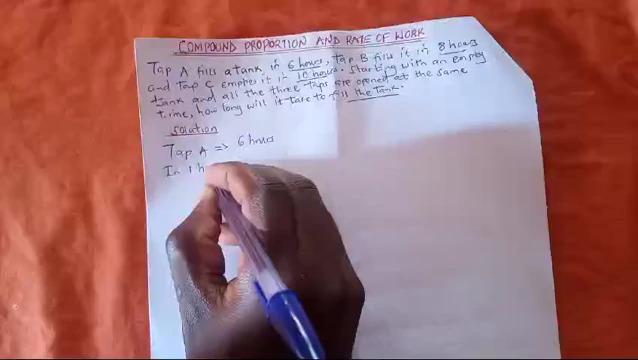 COMPOUND PROPORTION AND RATE OF WORK
Tap A fills a tank in 6 hours, Tap B fills it in 8 hours
and Tap C empties it in 10 hours. Starting with an empty
tank and all the three taps are opened at the same
time, how long will it take to fill the tank.
Solution
Tap A => 6 hours
In 1 h